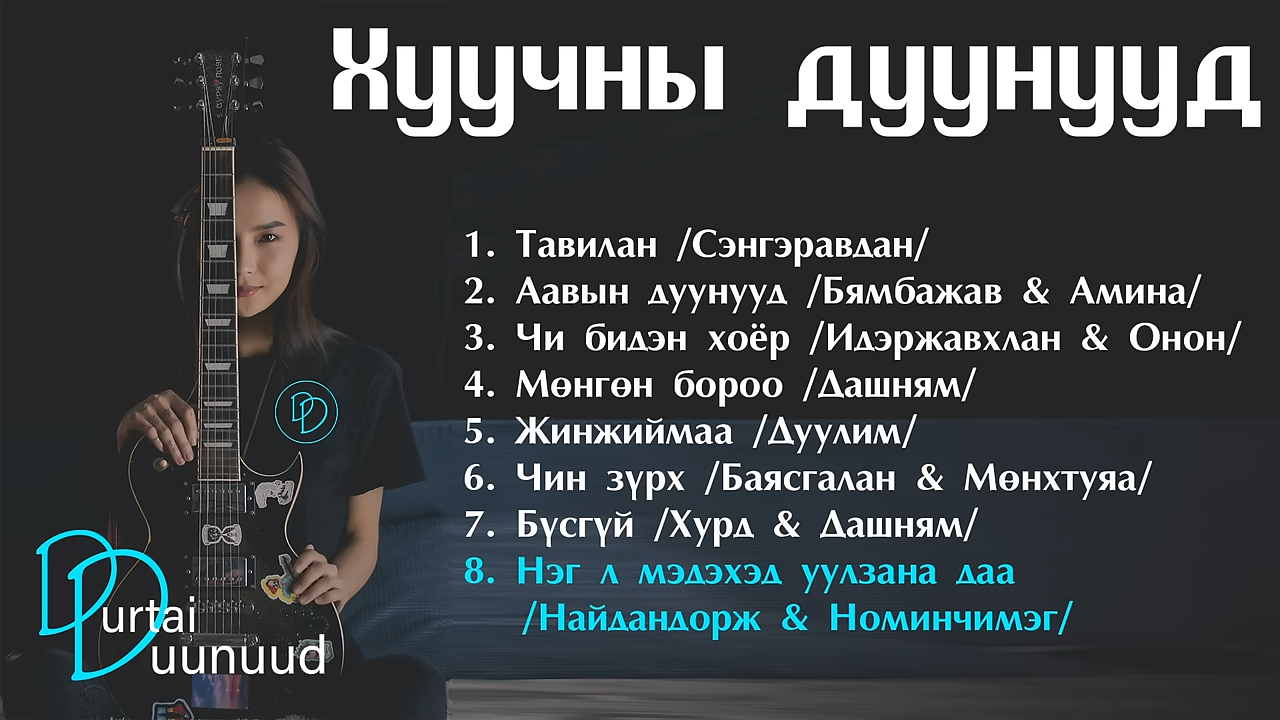 Хуучны дуунууд
GYPSY ROSE
1. Тавилан /Сэнгэравдан/
2. Аавын дуунууд /Бямбажав & Амина/
3. Чи бидэн хоёр /Идэржавхлан & Онон/
4. Мөнгөн бороо /Дашням/
5. Жинжиймаа /Дуулим/
6. Чин зүрх /Баясгалан & Мөнхтуяа/
7. Бүсгүй /Хурд & Дашням/
8. Нэг л мэдэхэд уулзана даа
/Найдандорж & Номинчимэг/
DD
Durtai
Duunuud